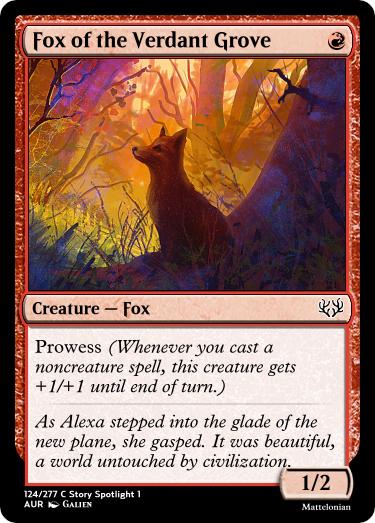 Fox of the Verdant Grove
Creature — Fox
Prowess (Whenever you cast a
noncreature spell, this creature gets
+1/+1 until end of turn.)
As Alexa stepped into the glade of the
new plane, she gasped. It was beautiful,
a world untouched by civilization.
1/2
124/277 C Story Spotlight 1
AUR GALIEN
Mattelonian